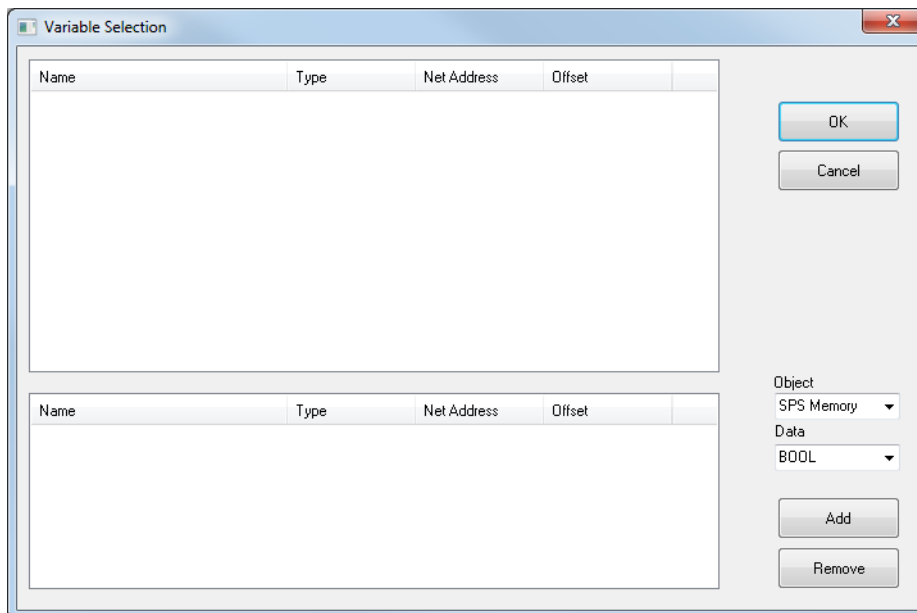 Variable Selection
Name Type Net Address Offset
OK
Cancel
Object
SPS Memory
Data
BOOL
Name Type Net Address Offset
Add
Remove